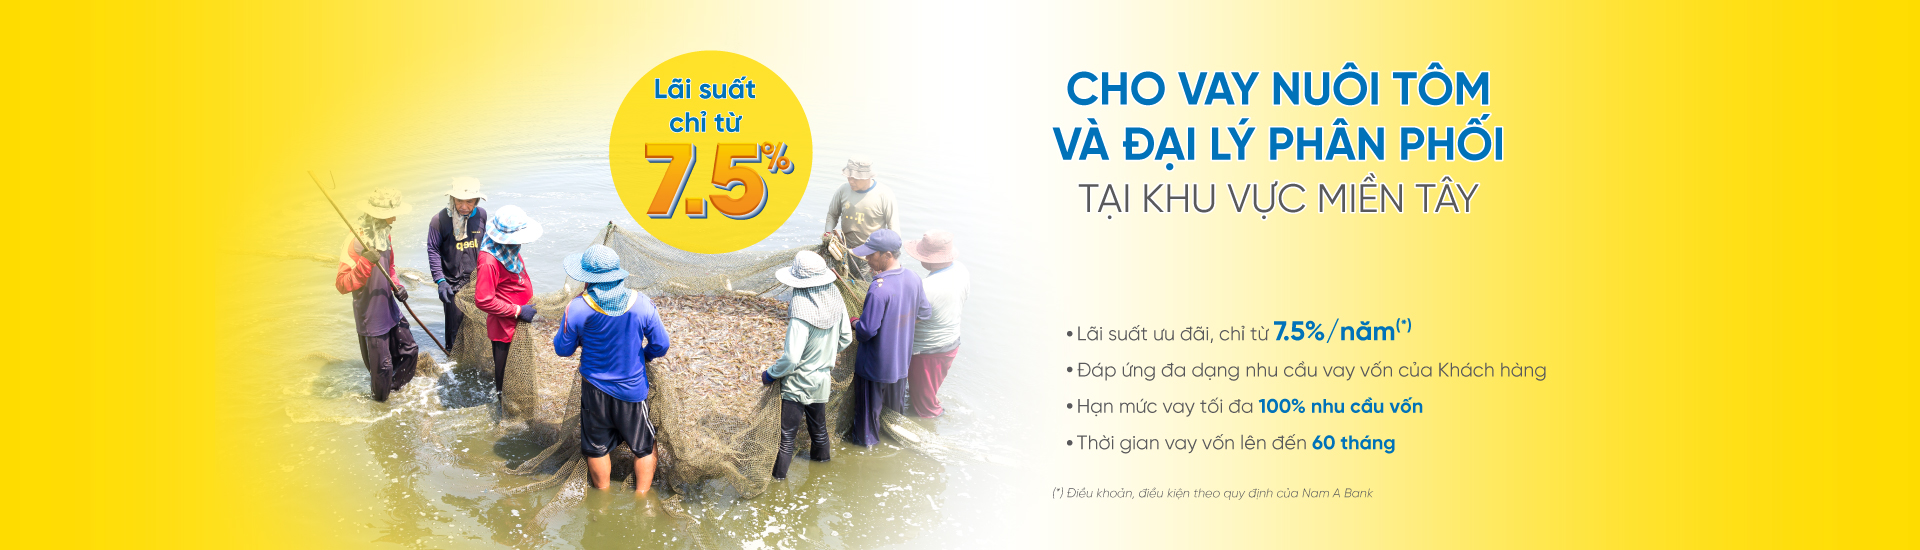 Lãi suất
chỉ từ
7.5%
CHO VAY NUÔI TÔM
VÀ ĐẠI LÝ PHÂN PHỐI
TẠI KHU VỰC MIỀN TÂY
• Lãi suất ưu đãi, chỉ từ 7.5%/năm(*)
• Đáp ứng đa dạng nhu cầu vay vốn của Khách hàng
• Hạn mức vay tối đa 100% nhu cầu vốn
• Thời gian vay vốn lên đến 60 tháng
(*) Điều khoản, điều kiện theo quy định của Nam A Bank